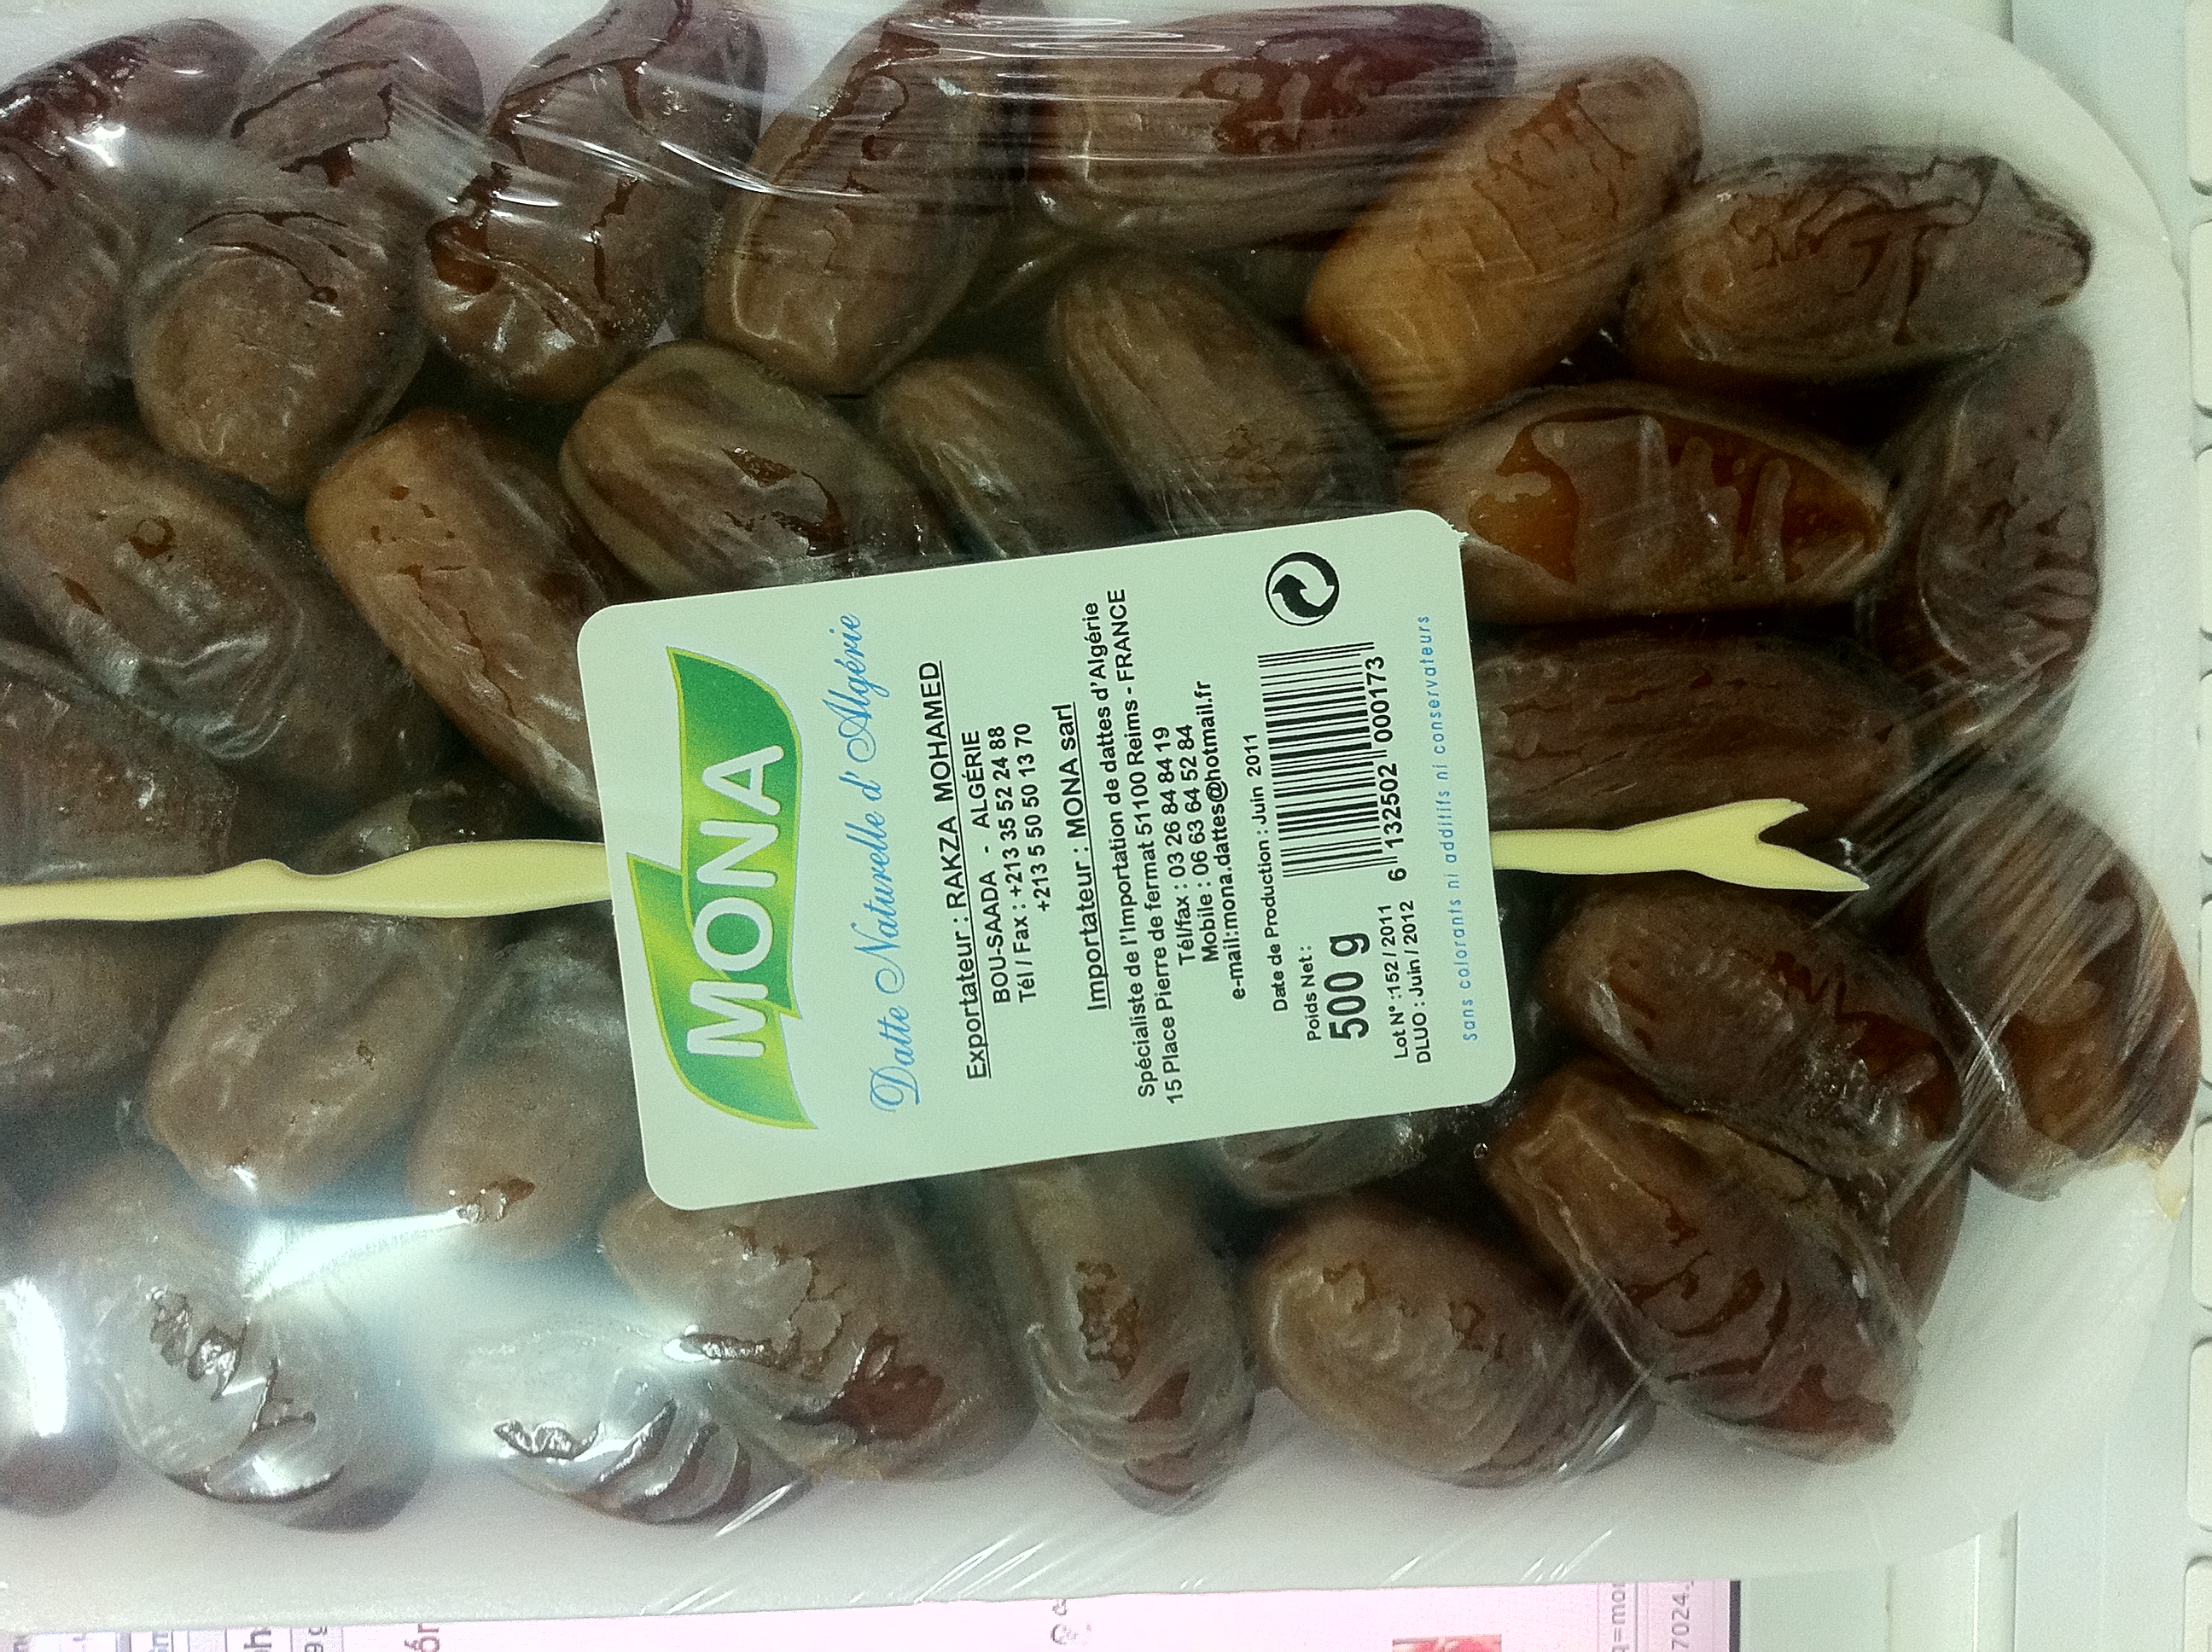 MONA
Datte Naturelle d' Algérie
Exportateur : RAKZA MOHAMED
BOU-SAADA - ALGÉRIE
Tél / Fax : +213 35 52 24 88
+213 5 50 50 13 70
Importateur : MONA sarl
Spécialiste de l'Importation de dattes d'Algérie
15 Place Pierre de fermat 51100 Reims - FRANCE
Tél/fax : 03 26 84 84 19
Mobile : 06 63 64 52 84
e-mail:mona.dattes@hotmail.fr
Date de Production : Juin 2011
Poids Net :
500 g
Lot N° :152 / 2011
DLUO : Juin / 2012
6 132502 000173
Sans colorants ni additifs ni conservateurs
q=mor
7024.